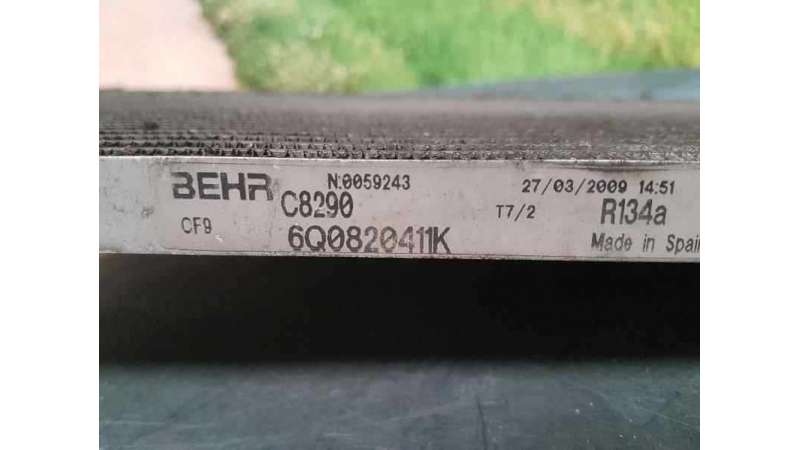 BEHR N:0059243 27/03/2009 14:51
CF9 C8290 T7/2 R134a
6Q0820411K Made in Spain